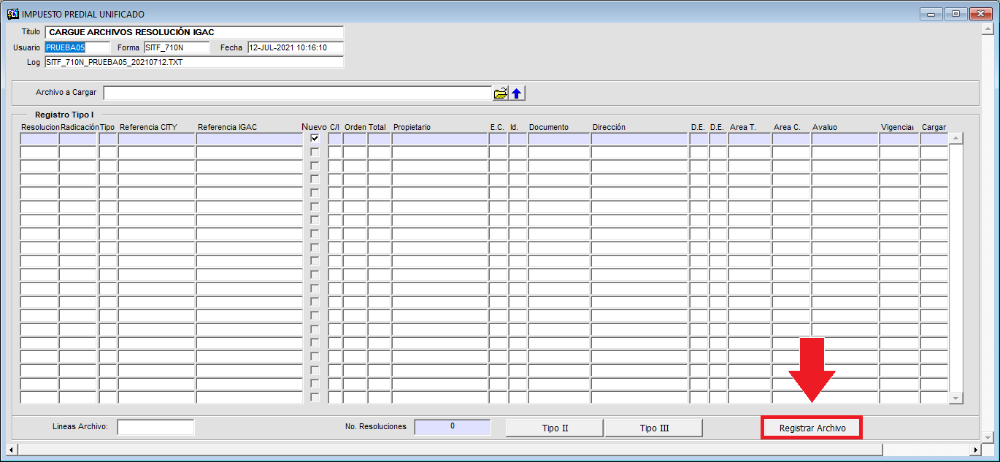 IMPUESTO PREDIAL UNIFICADO
Titulo CARGUE ARCHIVOS RESOLUCIÓN IGAC
Usuario PRUEBA05 Forma SITF_710N Fecha 12-JUL-2021 10:16:10
Log SITF_710N_PRUEBA05_20210712.TXT
Archivo a Cargar
Registro Tipo I
Resolucion Radicación Tipo Referencia CITY Referencia IGAC Nuevo C/I Orden Total Propietario E.C. Id. Documento Dirección D.E. D.E. Area T. Area C. Avaluo Vigencia Cargar
Lineas Archivo: No. Resoluciones 0 Tipo II Tipo III Registrar Archivo